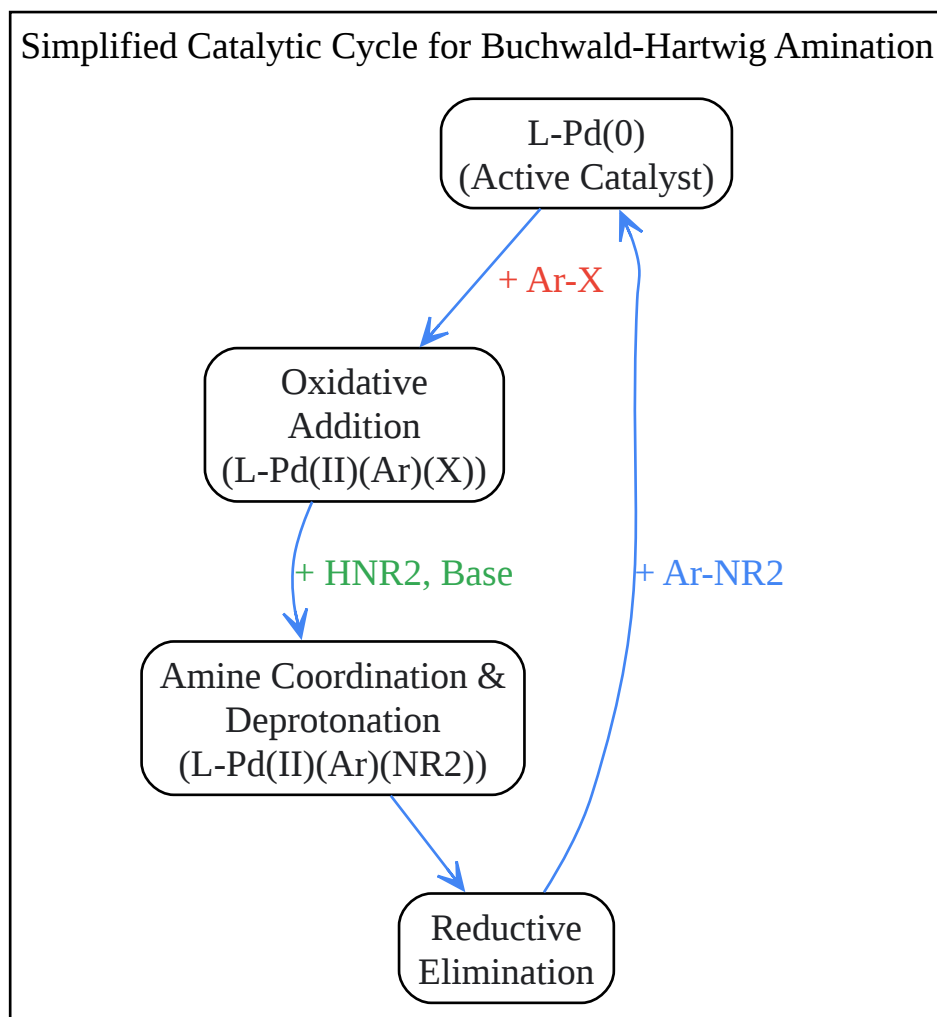 Simplified Catalytic Cycle for Buchwald-Hartwig Amination
L-Pd(0)
(Active Catalyst)
+ Ar-X
Oxidative
Addition
(L-Pd(II)(Ar)(X))
+ HNR2, Base
+ Ar-NR2
Amine Coordination &
Deprotonation
(L-Pd(II)(Ar)(NR2))
Reductive
Elimination